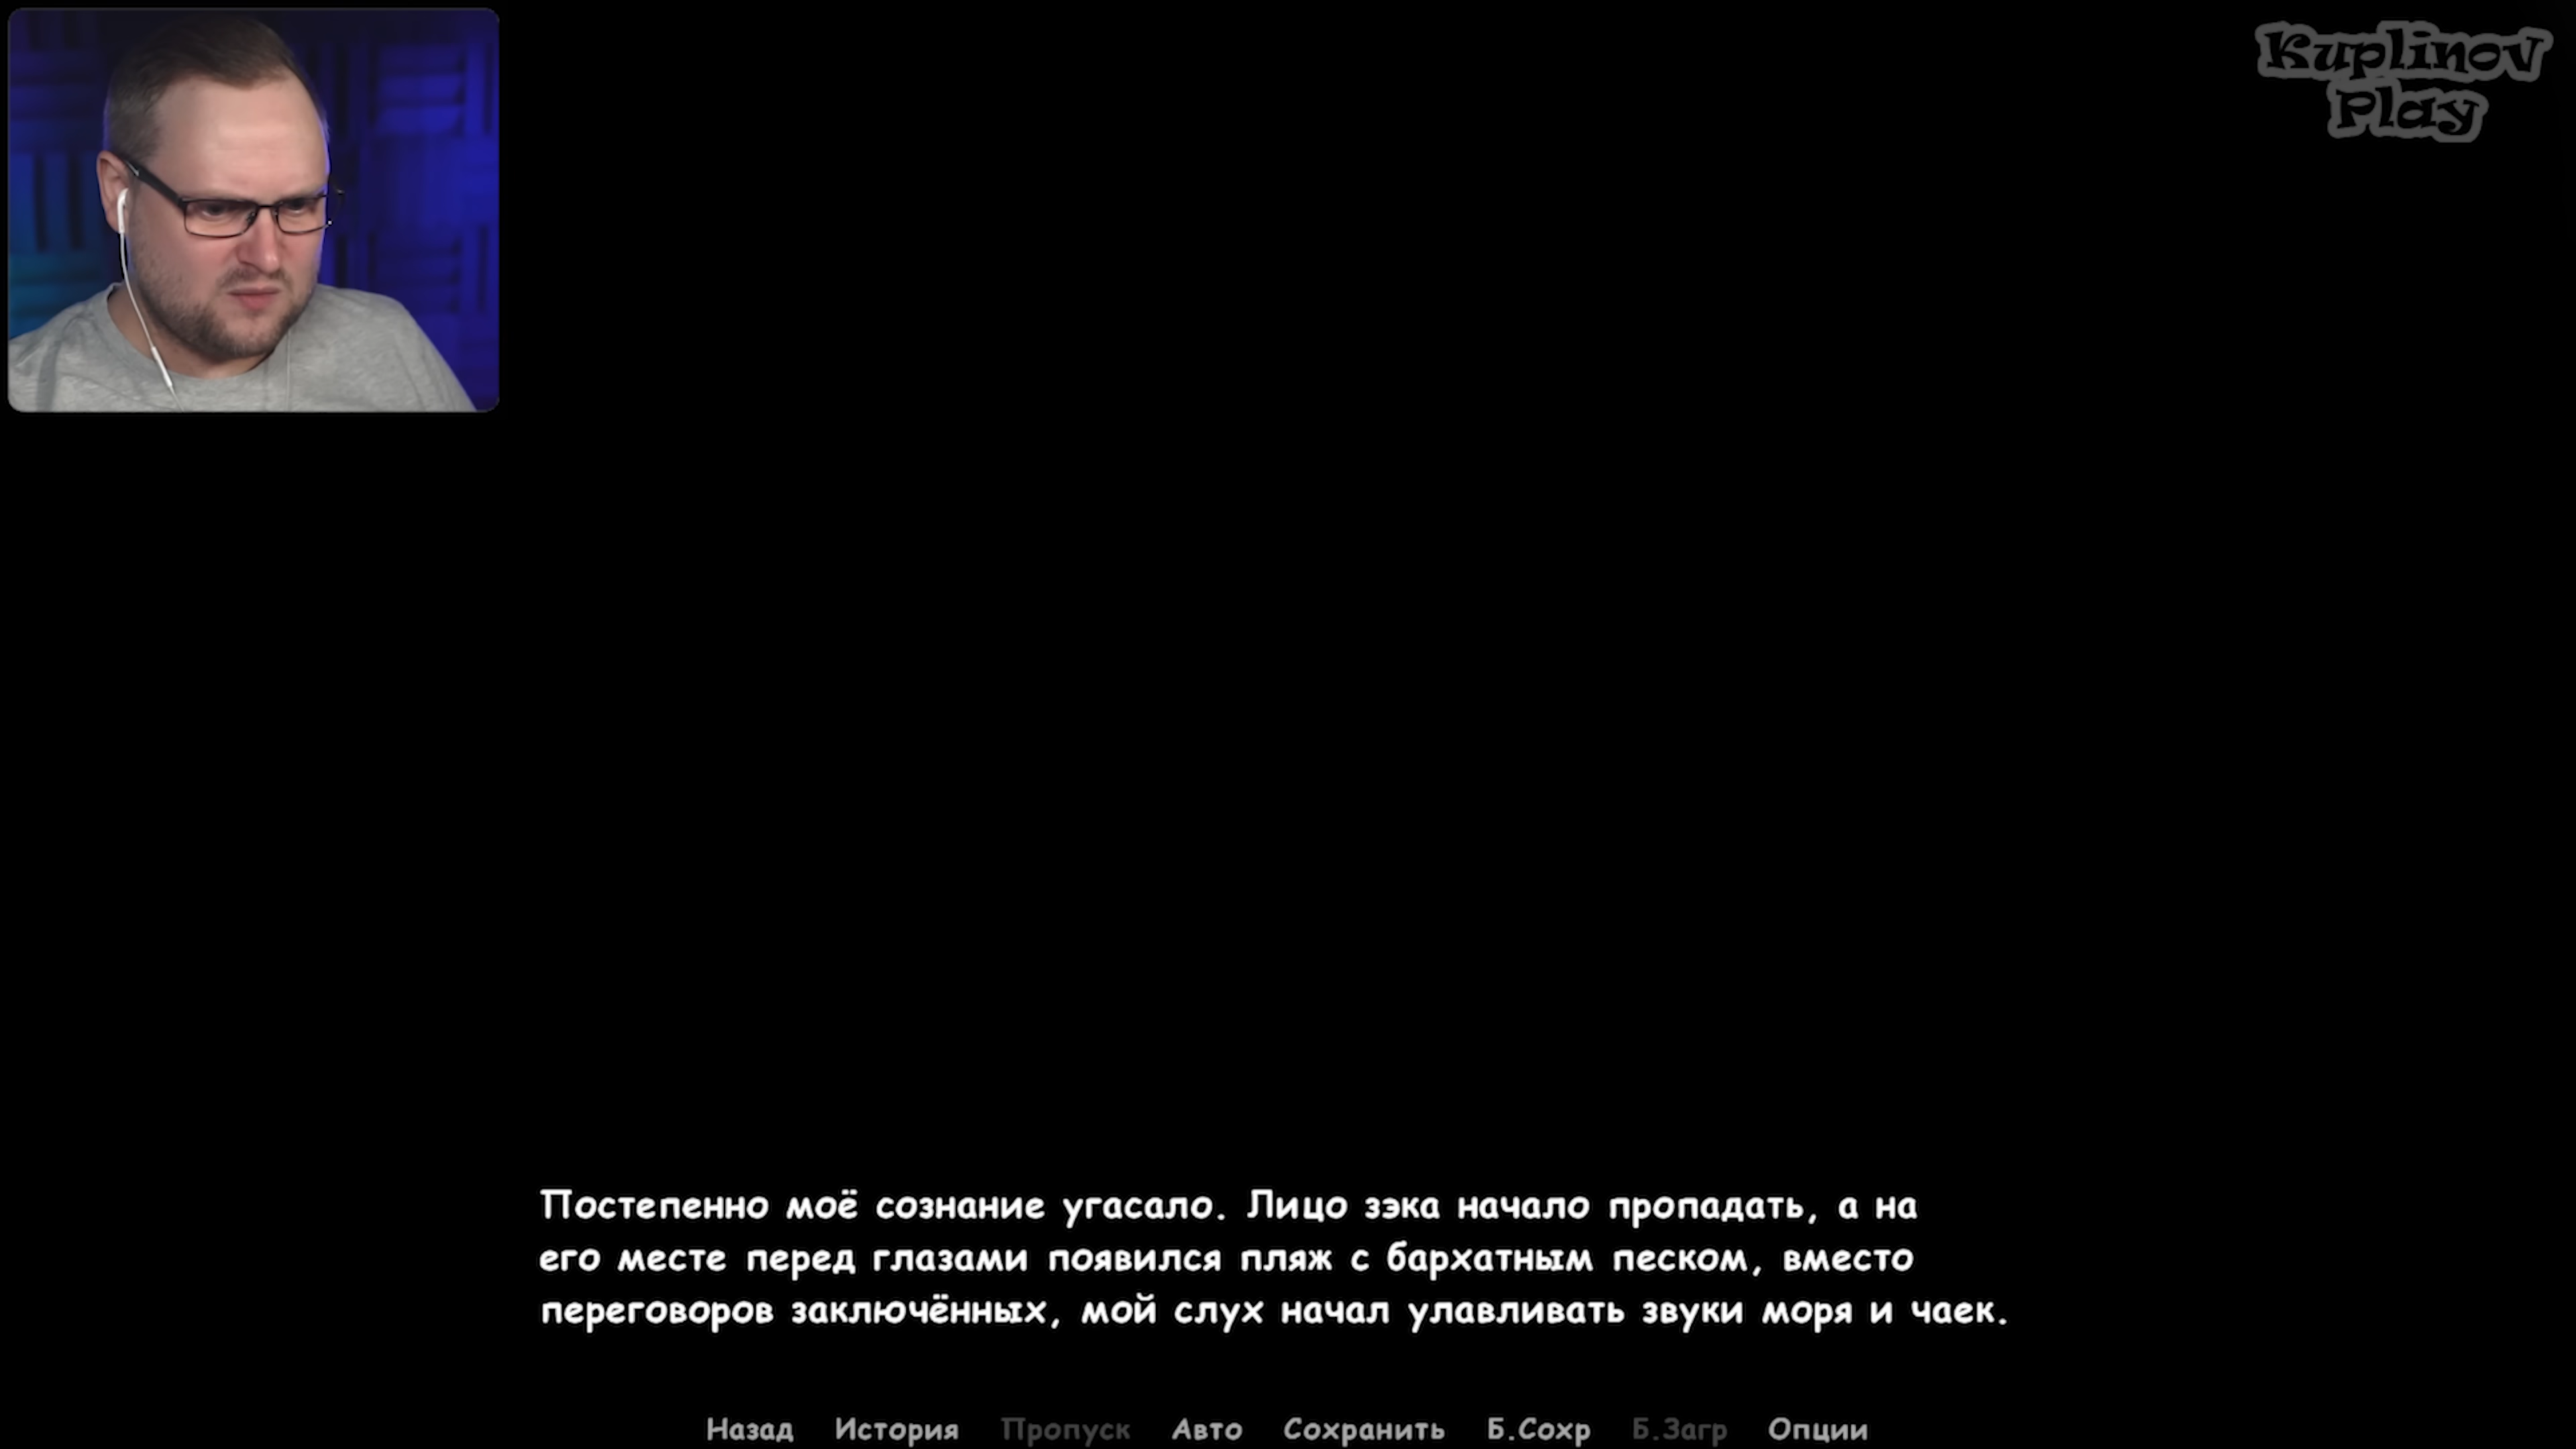 Kuplinov
Play
Постепенно моё сознание угасало. Лицо зэка начало пропадать, а на
его месте перед глазами появился пляж с бархатным песком, вместо
переговоров заключённых, мой слух начал улавливать звуки моря и чаек.
Назад История Пропуск Авто Сохранить Б.Сохр Б.Загр Опции